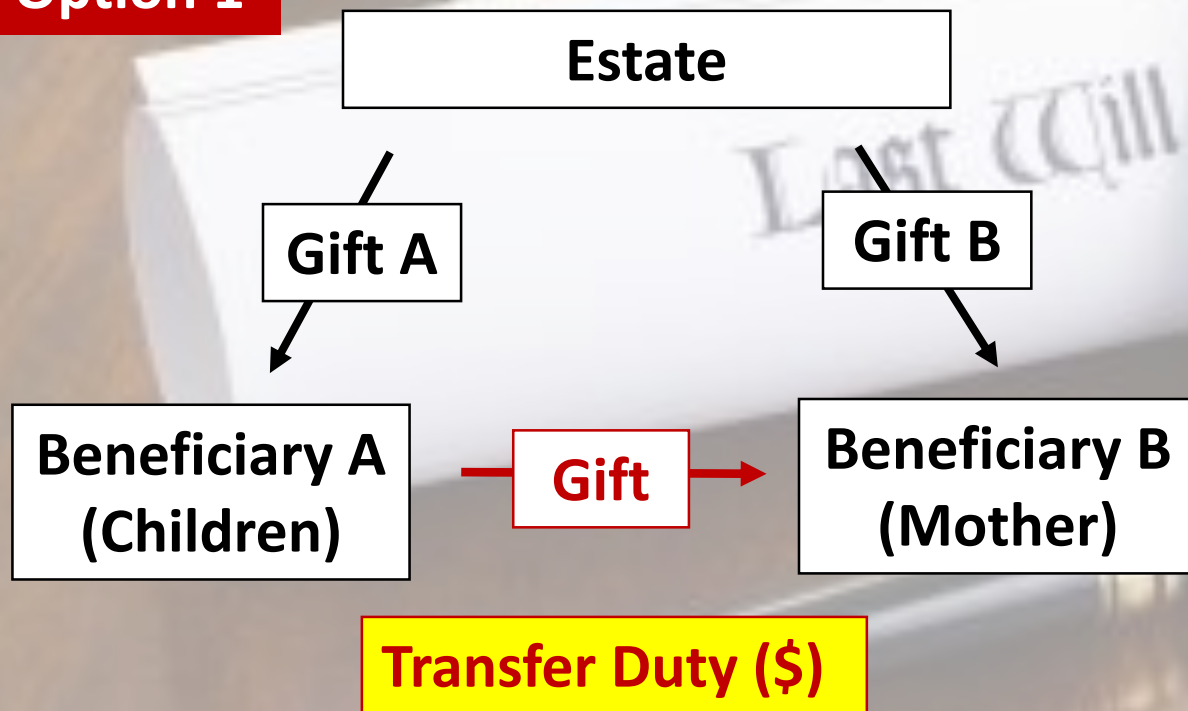 Option 1
Estate
Last Will
Gift A
Gift B
Beneficiary A
(Children)
Gift
Beneficiary B
(Mother)
Transfer Duty ($)